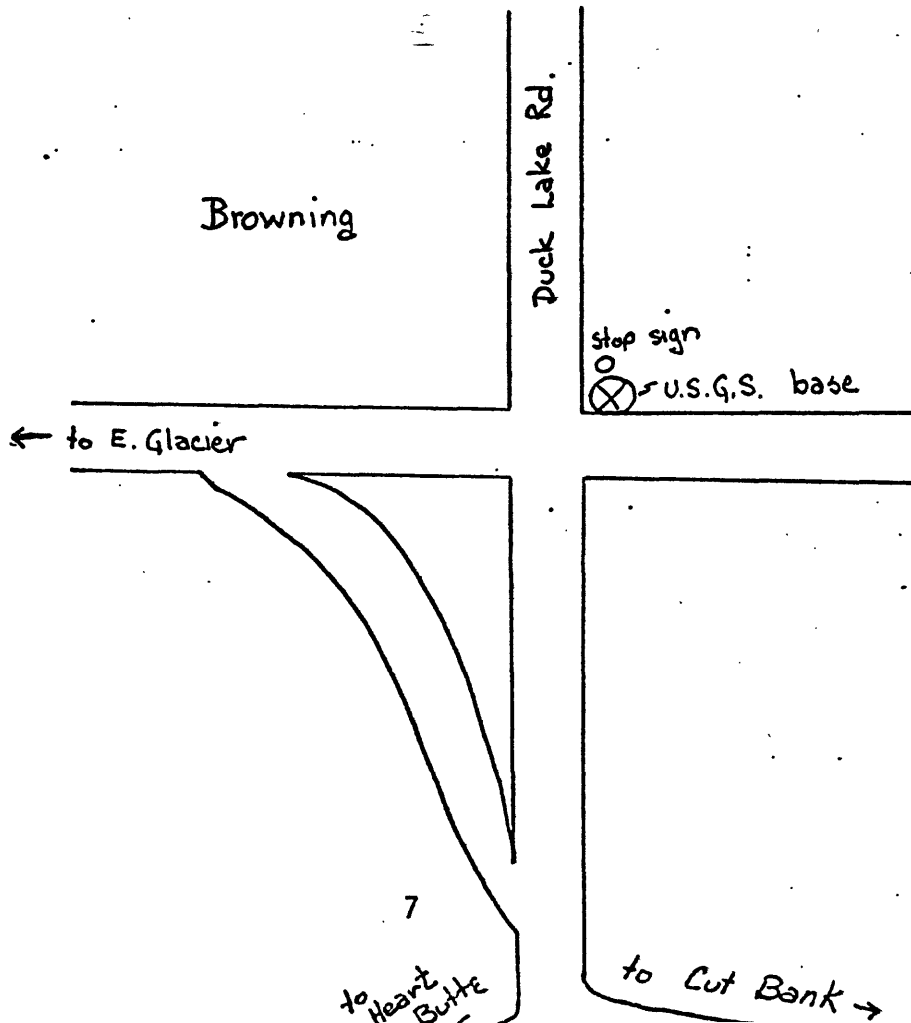 Duck Lake Rd.
Browning
stop sign
U.S.G.S. base
← to E. Glacier
7
to
Heart
Butte
to Cut Bank →